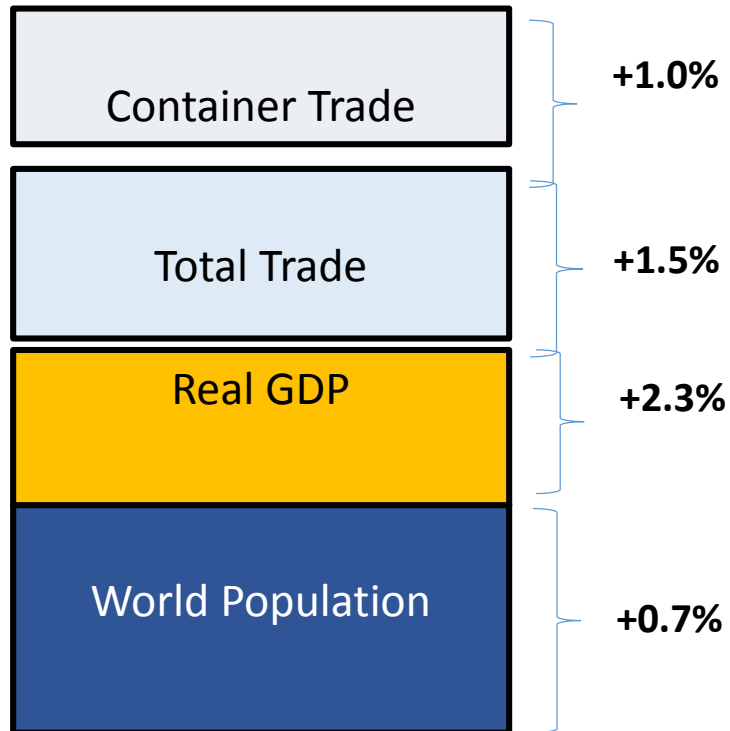 Container Trade
+1.0%
Total Trade
+1.5%
Real GDP
+2.3%
World Population
+0.7%